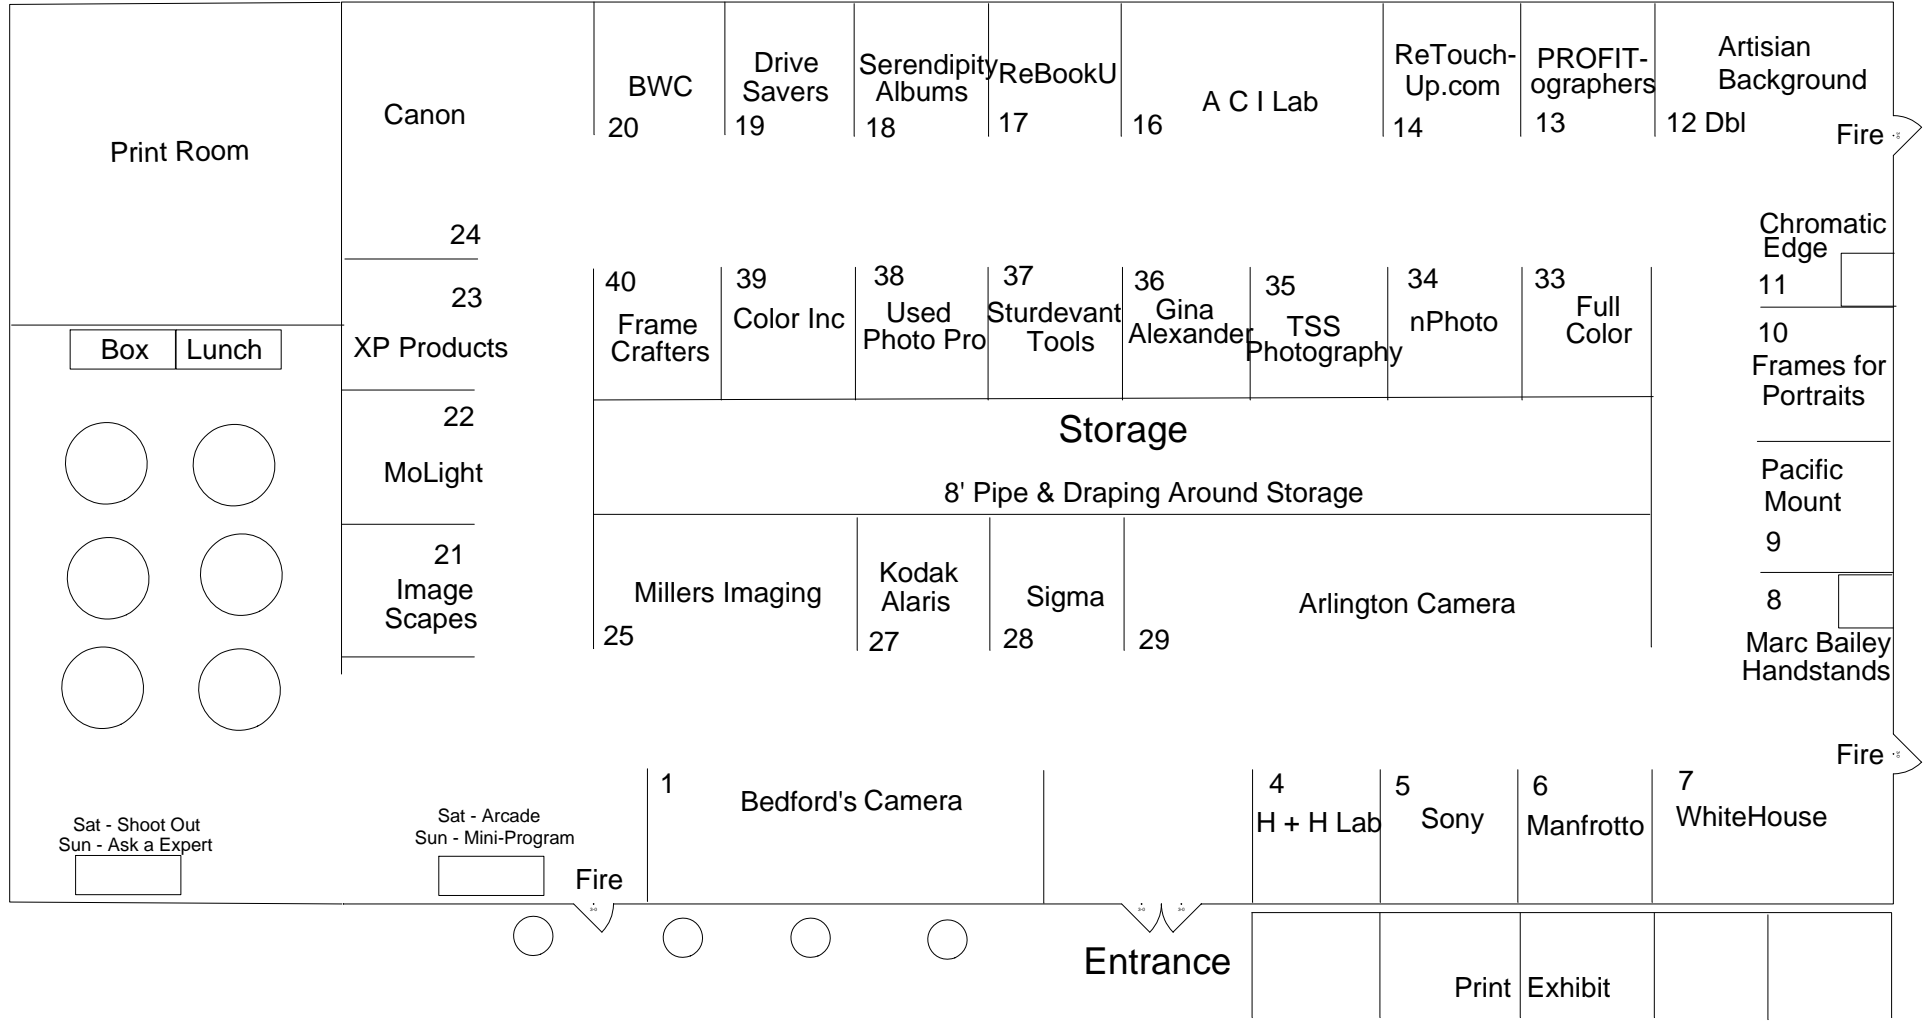 Print Room
Canon
24
BWC
20
Drive
Savers
19
Serendipity
Albums
18
ReBookU
17
A C I Lab
16
ReTouch-
Up.com
14
PROFIT-
ographers
13
Artisian
Background
12 Dbl
Fire
Chromatic
Edge
11
23
XP Products
40
Frame
Crafters
39
Color Inc
38
Used
Photo Pro
37
Sturdevant
Tools
36
Gina
Alexander
35
TSS
Photography
34
nPhoto
33
Full
Color
10
Frames for
Portraits
Box
Lunch
22
MoLight
Storage
8' Pipe & Draping Around Storage
Pacific
Mount
9
21
Image
Scapes
Millers Imaging
25
Kodak
Alaris
27
Sigma
28
Arlington Camera
29
8
Marc Bailey
Handstands
Fire
Sat - Shoot Out
Sun - Ask a Expert
Sat - Arcade
Sun - Mini-Program
Fire
1
Bedford's Camera
4
H + H Lab
5
Sony
6
Manfrotto
7
WhiteHouse
Entrance
Print Exhibit